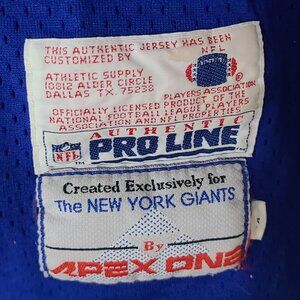 THIS AUTHENTIC JERSEY HAS BEEN
CUSTOMIZED BY
ATHLETIC SUPPLY
10812 ALDER CIRCLE
DALLAS TX. 75238
NFL
PLAYERS ASSOCIATION
OFFICIALLY LICENSED PRODUCT OF THE
NATIONAL FOOTBALL LEAGUE PLAYERS
ASSOCIATION AND NFL PROPERTIES
AUTHENTIC
NFL PRO LINE
Created Exclusively for
The NEW YORK GIANTS
By
APEX ONE